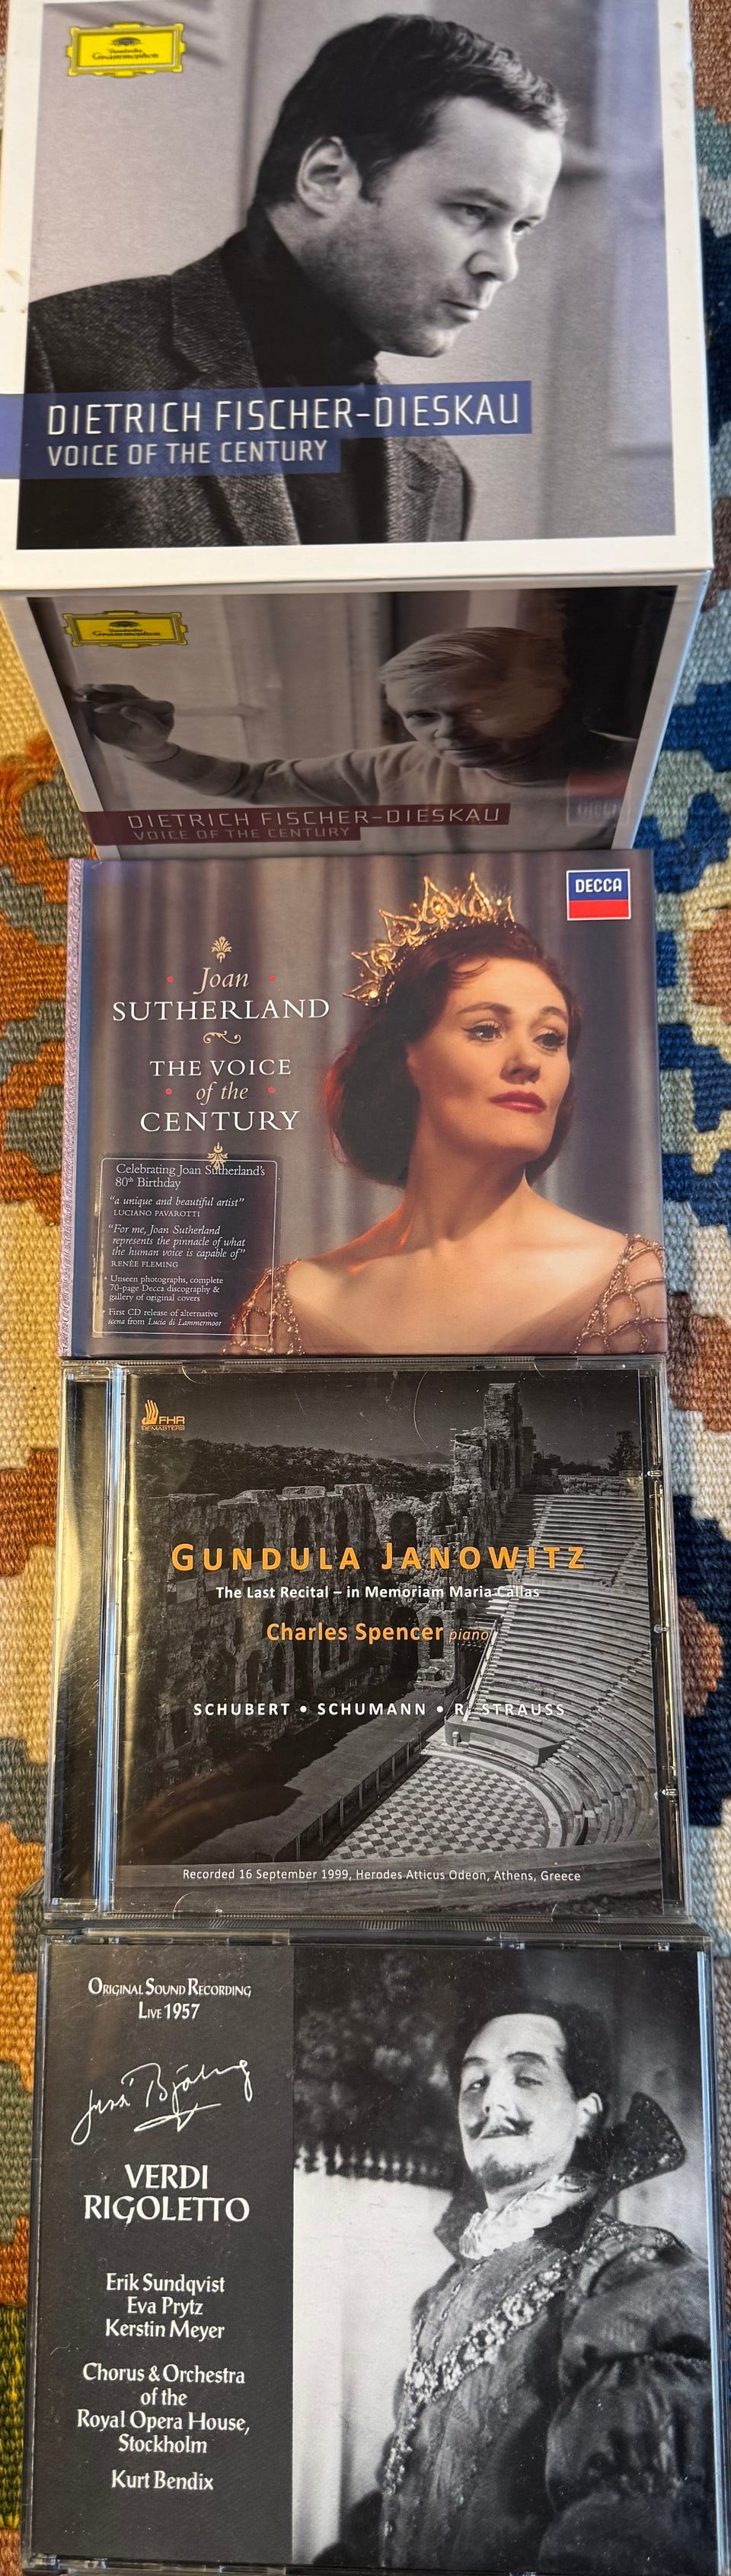 Deutsche
Grammophon
DIETRICH FISCHER-DIESKAU
VOICE OF THE CENTURY
Deutsche
Grammophon
DIETRICH FISCHER-DIESKAU
VOICE OF THE CENTURY
DECCA
Joan
SUTHERLAND
THE VOICE
of the
CENTURY
Celebrating Joan Sutherland's
80th Birthday
"a unique and beautiful artist"
LUCIANO PAVAROTTI
"For me, Joan Sutherland
represents the pinnacle of what
the human voice is capable of"
RENÉE FLEMING
• Unseen photographs, complete
70-page Decca discography &
gallery of original covers
• First CD release of alternative
scena from Lucia di Lammermoor
FHR
REMASTERS
GUNDULA JANOWITZ
The Last Recital – in Memoriam Maria Callas
Charles Spencer piano
SCHUBERT • SCHUMANN • R. STRAUSS
Recorded 16 September 1999, Herodes Atticus Odeon, Athens, Greece
ORIGINAL SOUND RECORDING
LIVE 1957
Jussi Björling
VERDI
RIGOLETTO
Erik Sundqvist
Eva Prytz
Kerstin Meyer
Chorus & Orchestra
of the
Royal Opera House,
Stockholm
Kurt Bendix